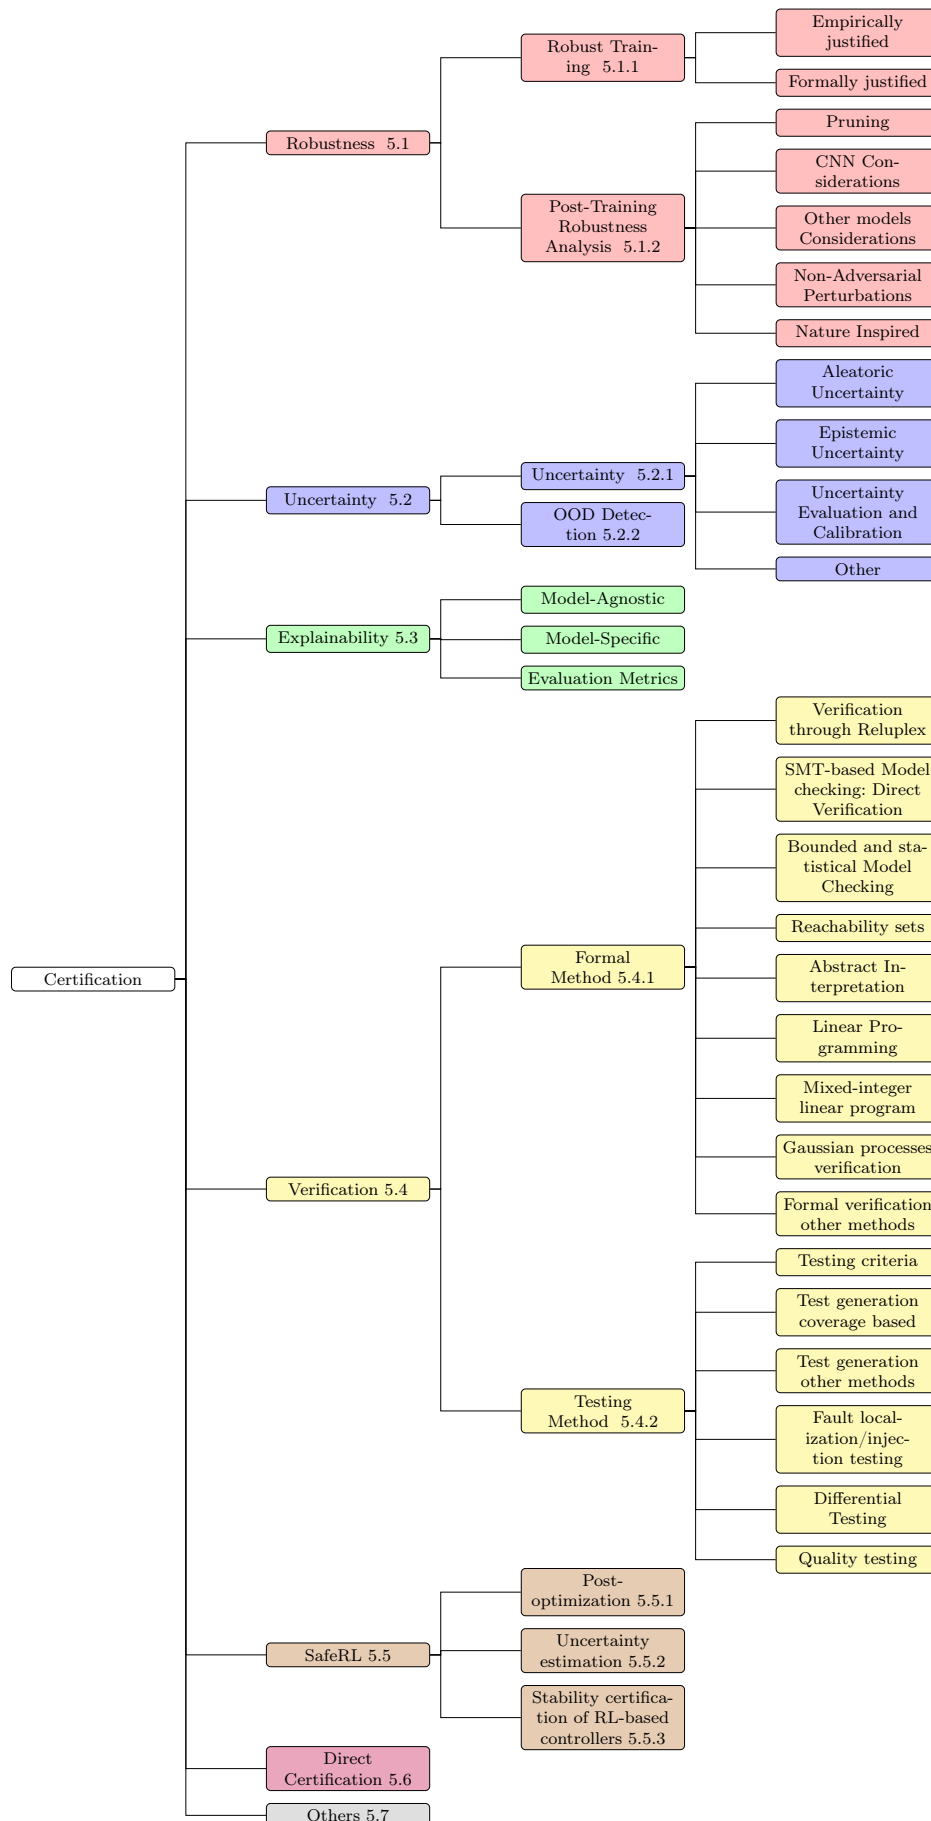 Certification
Robustness 5.1
Robust Train-
ing 5.1.1
Empirically
justified
Formally justified
Post-Training
Robustness
Analysis 5.1.2
Pruning
CNN Con-
siderations
Other models
Considerations
Non-Adversarial
Perturbations
Nature Inspired
Uncertainty 5.2
Uncertainty 5.2.1
Aleatoric
Uncertainty
Epistemic
Uncertainty
Uncertainty
Evaluation and
Calibration
Other
OOD Detec-
tion 5.2.2
Explainability 5.3
Model-Agnostic
Model-Specific
Evaluation Metrics
Verification 5.4
Formal
Method 5.4.1
Verification
through Reluplex
SMT-based Model
checking: Direct
Verification
Bounded and sta-
tistical Model
Checking
Reachability sets
Abstract In-
terpretation
Linear Pro-
gramming
Mixed-integer
linear program
Gaussian processes
verification
Formal verification
other methods
Testing
Method 5.4.2
Testing criteria
Test generation
coverage based
Test generation
other methods
Fault local-
ization/injec-
tion testing
Differential
Testing
Quality testing
SafeRL 5.5
Post-
optimization 5.5.1
Uncertainty
estimation 5.5.2
Stability certifica-
tion of RL-based
controllers 5.5.3
Direct
Certification 5.6
Others 5.7